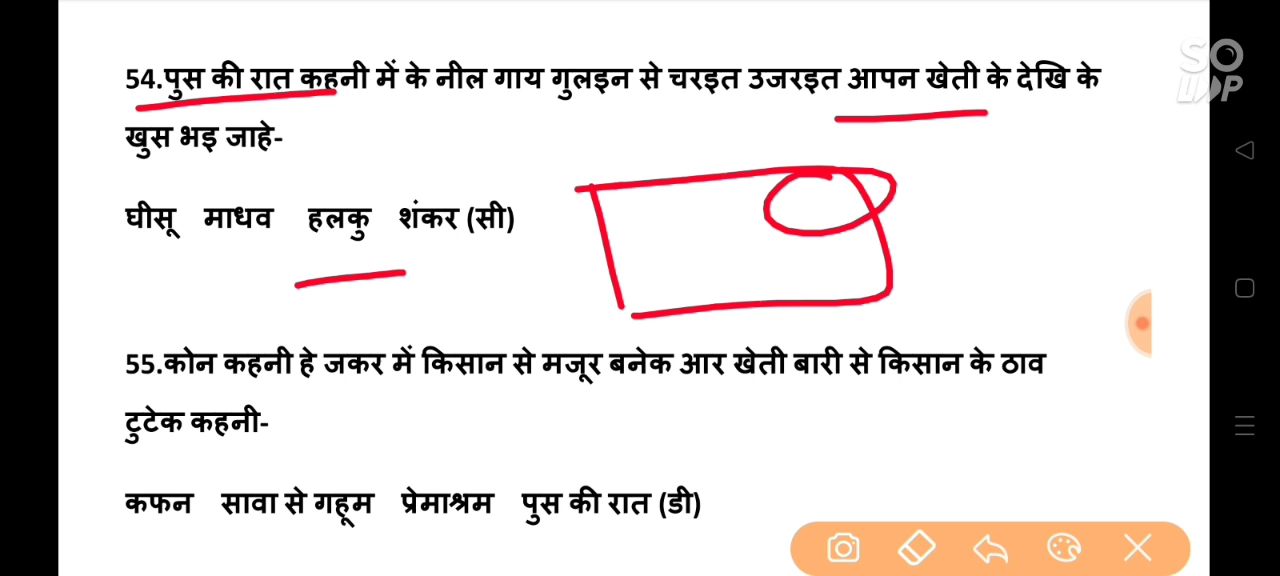 54.पुस की रात कहनी में के नील गाय गुलइन से चरइत उजरइत आपन खेती के देखि के
खुस भइ जाहे-
घीसू माधव हलकु शंकर (सी)
55.कोन कहनी हे जकर में किसान से मजूर बनेक आर खेती बारी से किसान के ठाव
टुटेक कहनी-
कफन सावा से गहूम प्रेमाश्रम पुस की रात (डी)